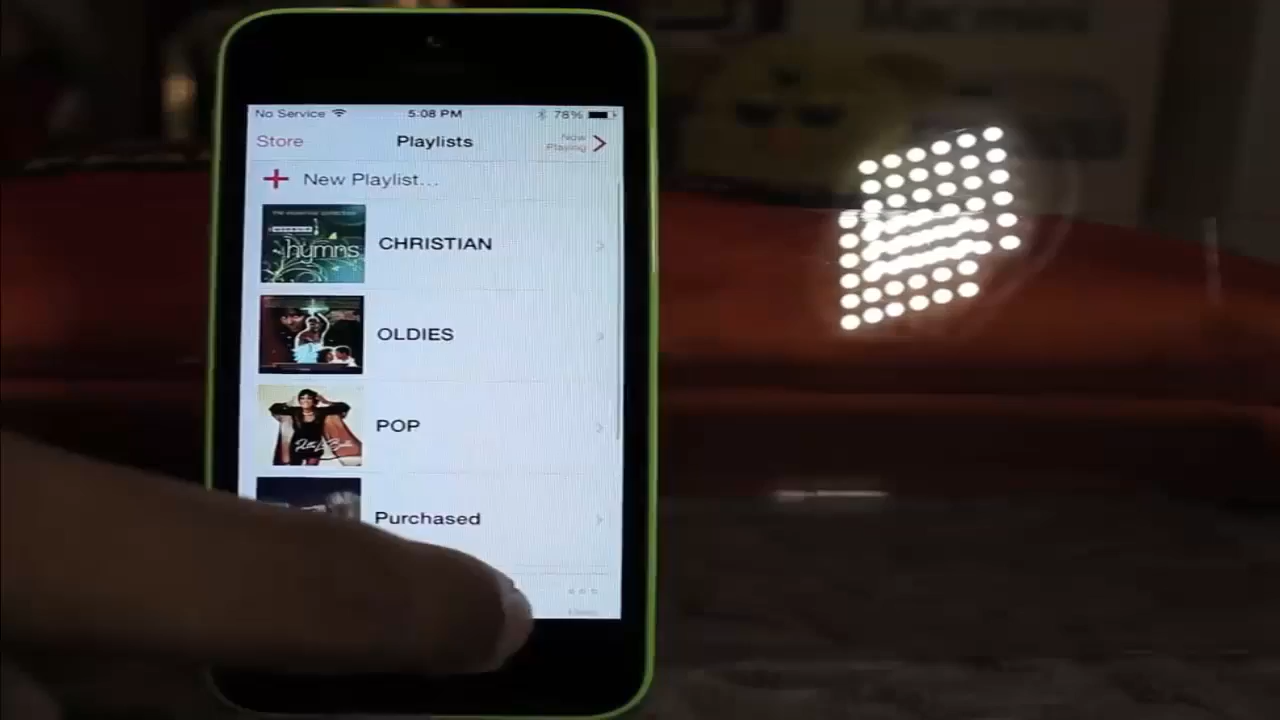 No Service 5:08 PM 78%
Store Playlists Now Playing
New Playlist...
hymns CHRISTIAN
OLDIES
POP
Purchased